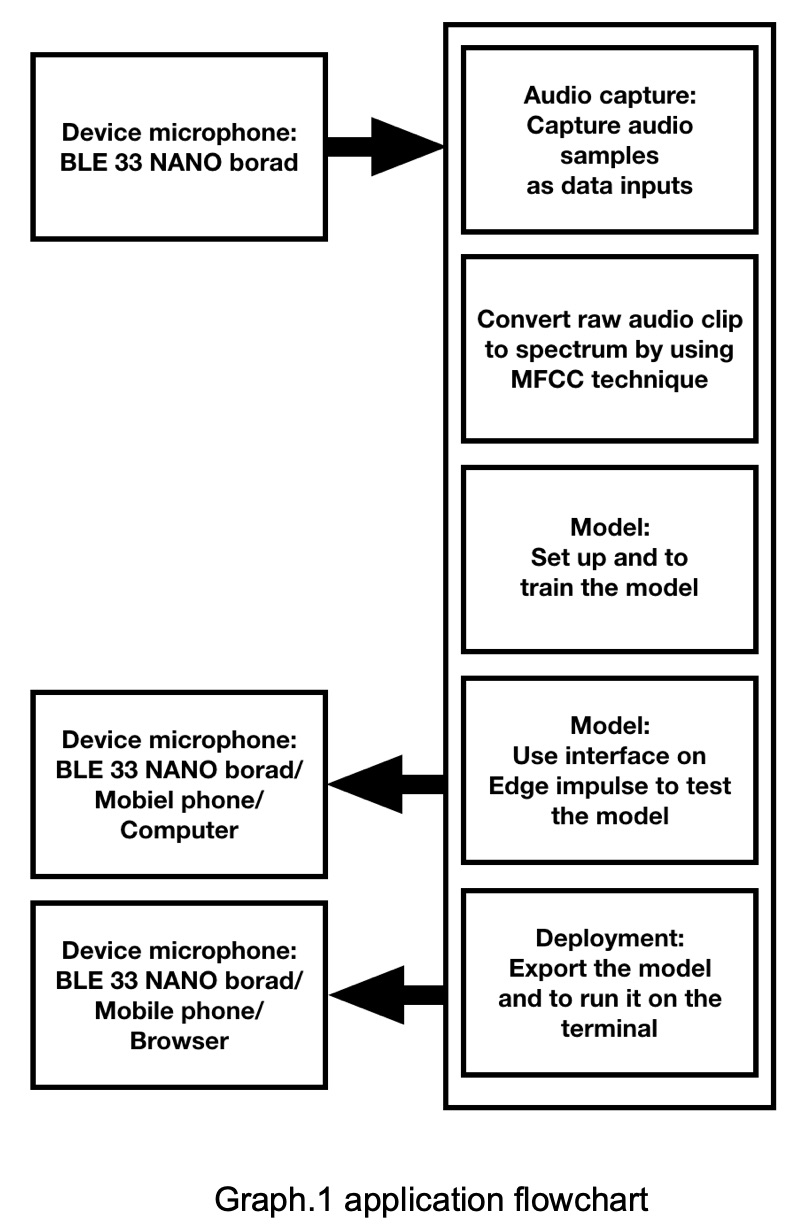 Device microphone:
BLE 33 NANO borad
Audio capture:
Capture audio
samples
as data inputs
Convert raw audio clip
to spectrum by using
MFCC technique
Model:
Set up and to
train the model
Device microphone:
BLE 33 NANO borad/
Mobiel phone/
Computer
Model:
Use interface on
Edge impulse to test
the model
Device microphone:
BLE 33 NANO borad/
Mobile phone/
Browser
Deployment:
Export the model
and to run it on the
terminal
Graph.1 application flowchart